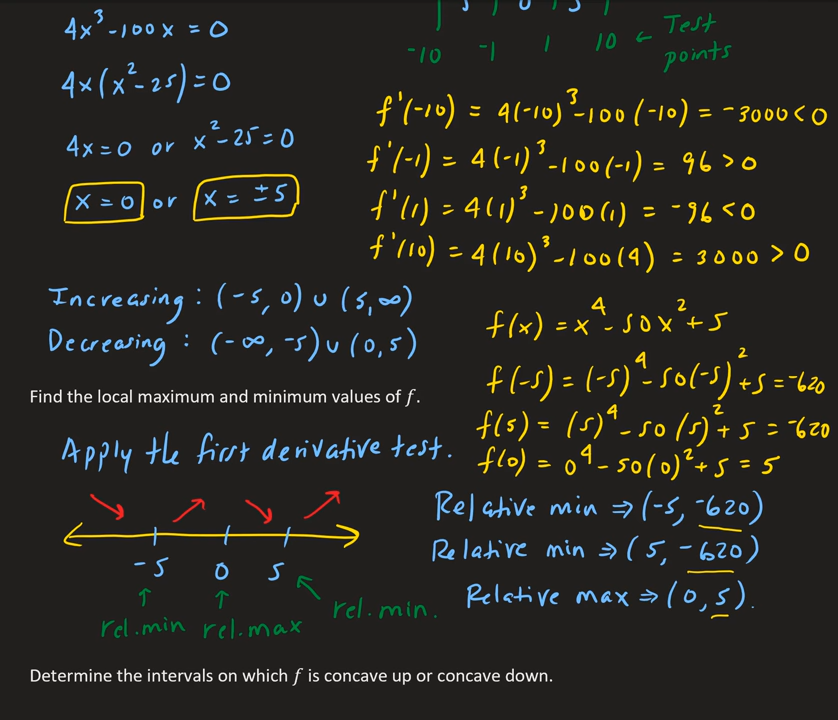 4x³ - 100x = 0
4x(x² - 25) = 0
4x = 0 or x² - 25 = 0
x = 0 or x = ±5
-10 -1 1 10 ← Test points
f'(-10) = 4(-10)³ - 100(-10) = -3000 < 0
f'(-1) = 4(-1)³ - 100(-1) = 96 > 0
f'(1) = 4(1)³ - 100(1) = -96 < 0
f'(10) = 4(10)³ - 100(4) = 3000 > 0
Increasing : (-5, 0) ∪ (5, ∞)
Decreasing : (-∞, -5) ∪ (0, 5)
Find the local maximum and minimum values of f.
f(x) = x⁴ - 50x² + 5
f(-5) = (-5)⁴ - 50(-5)² + 5 = -620
f(5) = (5)⁴ - 50(5)² + 5 = -620
f(0) = 0⁴ - 50(0)² + 5 = 5
Apply the first derivative test.
-5 0 5
rel.min rel.max rel.min.
Relative min ⇒ (-5, -620)
Relative min ⇒ (5, -620)
Relative max ⇒ (0, 5).
Determine the intervals on which f is concave up or concave down.